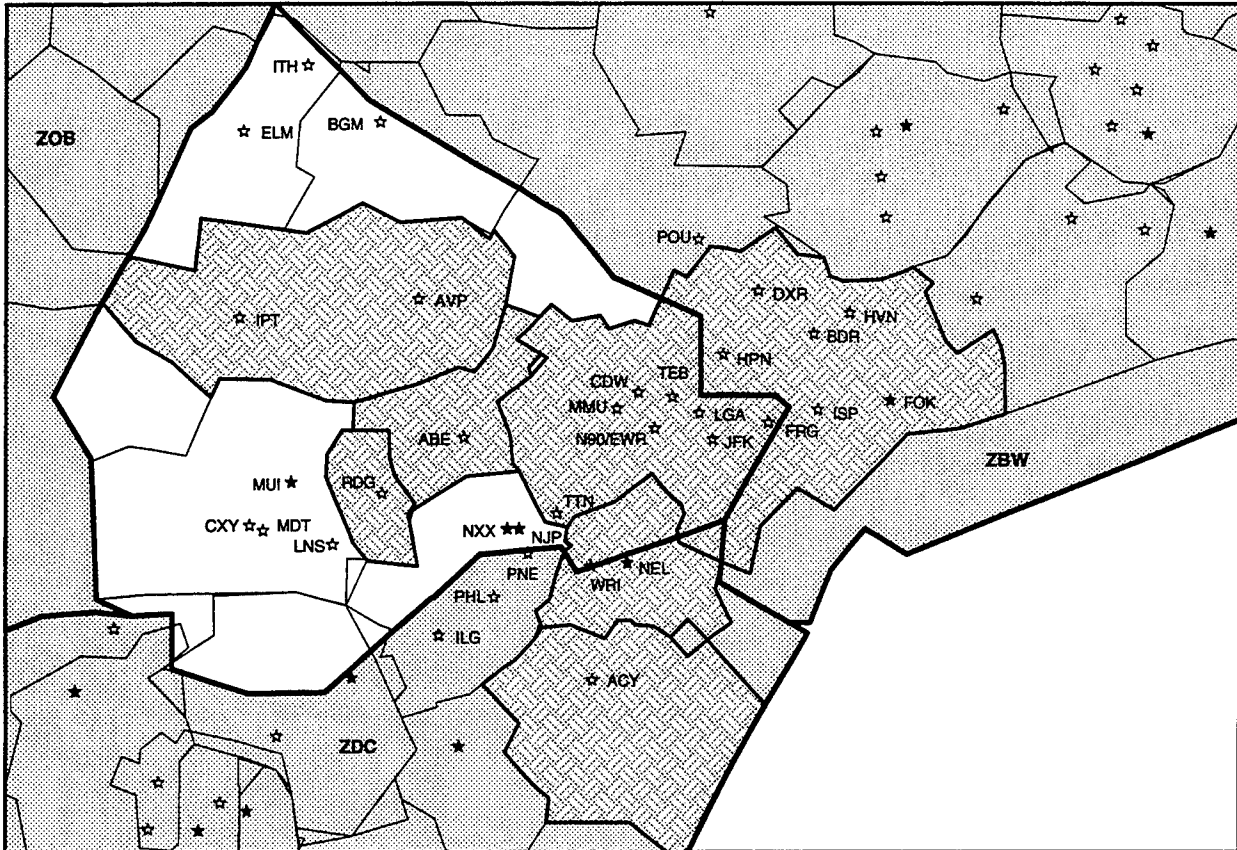 ITH
BGM
ELM
ZOB
POU
DXR
AVP
HVN
IPT
BDR
HPN
TEB
CDW
MMU
LGA
ISP
FOK
FRG
N90/EWR
JFK
ABE
ZBW
MUI
RDG
TTN
CXY
MDT
NXX
NJP
LNS
PNE
WRI
NEL
PHL
ILG
ACY
ZDC